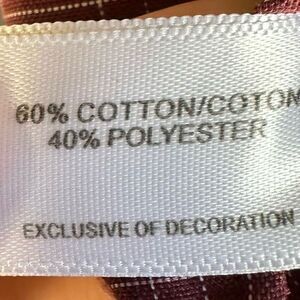 60% COTTON/COTON
40% POLYESTER
EXCLUSIVE OF DECORATION